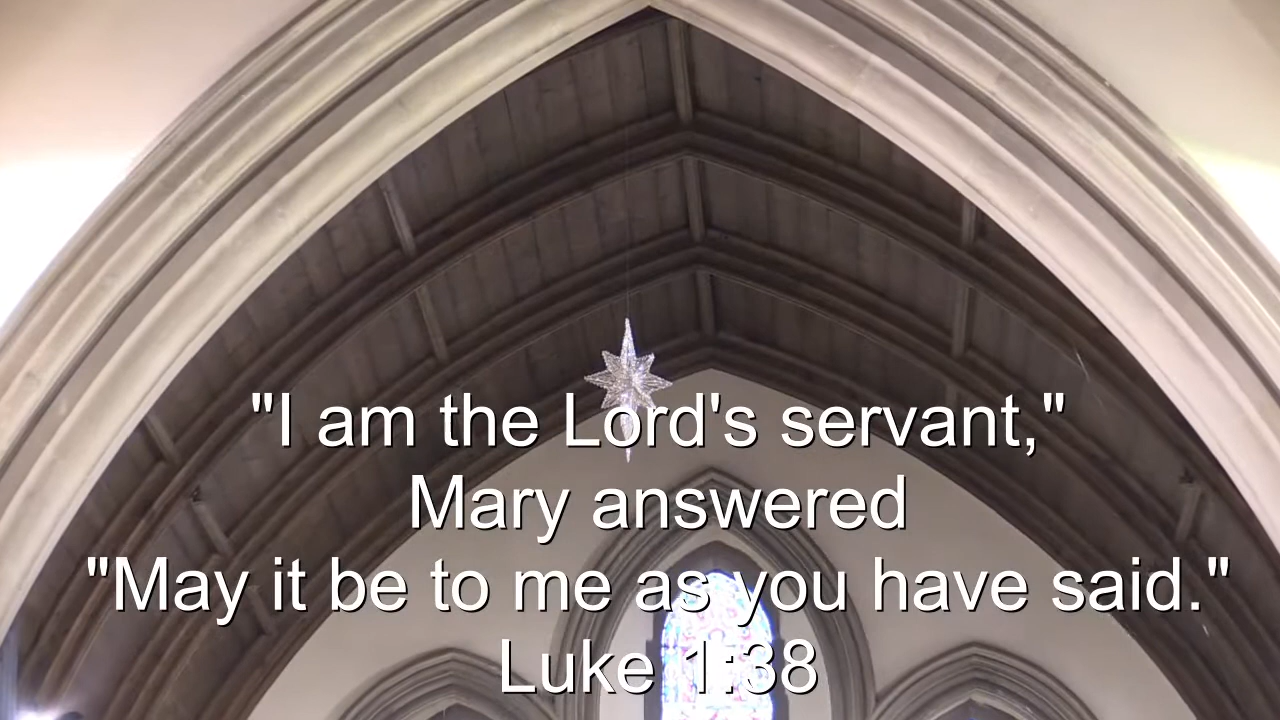 "I am the Lord's servant,"
Mary answered
"May it be to me as you have said."
Luke 1:38